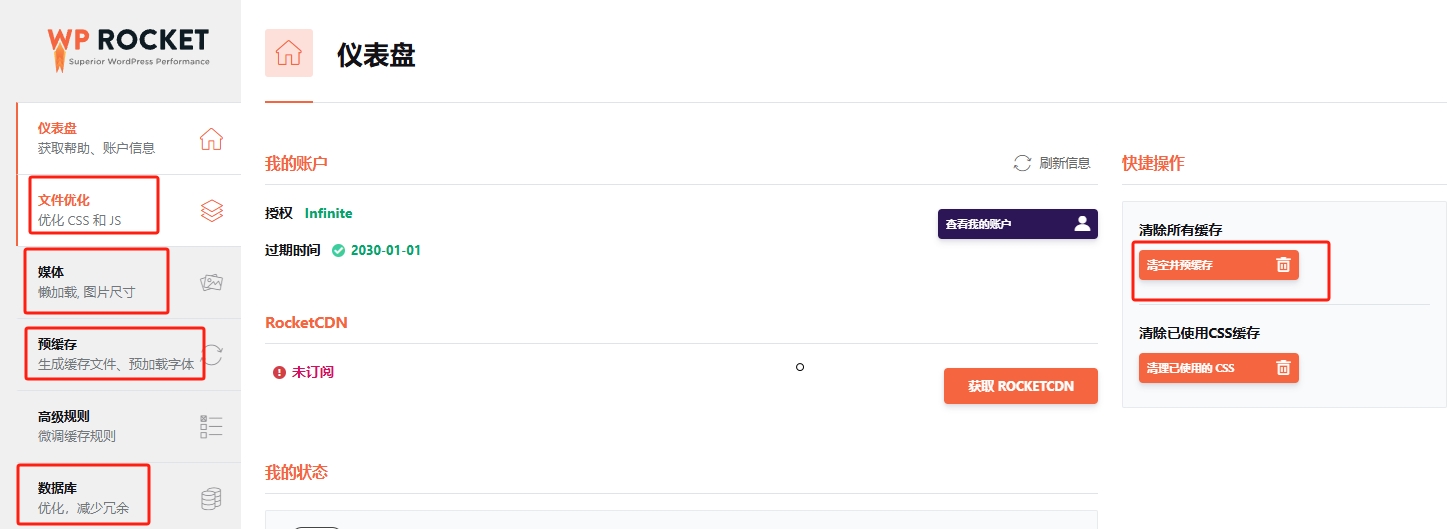 WP ROCKET
Superior WordPress Performance
仪表盘
获取帮助、账户信息
文件优化
优化 CSS 和 JS
媒体
懒加载, 图片尺寸
预缓存
生成缓存文件、预加载字体
高级规则
微调缓存规则
数据库
优化，减少冗余
仪表盘
我的账户
刷新信息
授权 Infinite
查看我的账户
过期时间 2030-01-01
RocketCDN
未订阅
获取 ROCKETCDN
我的状态
快捷操作
清除所有缓存
清空并预缓存
清除已使用CSS缓存
清理已使用的 CSS